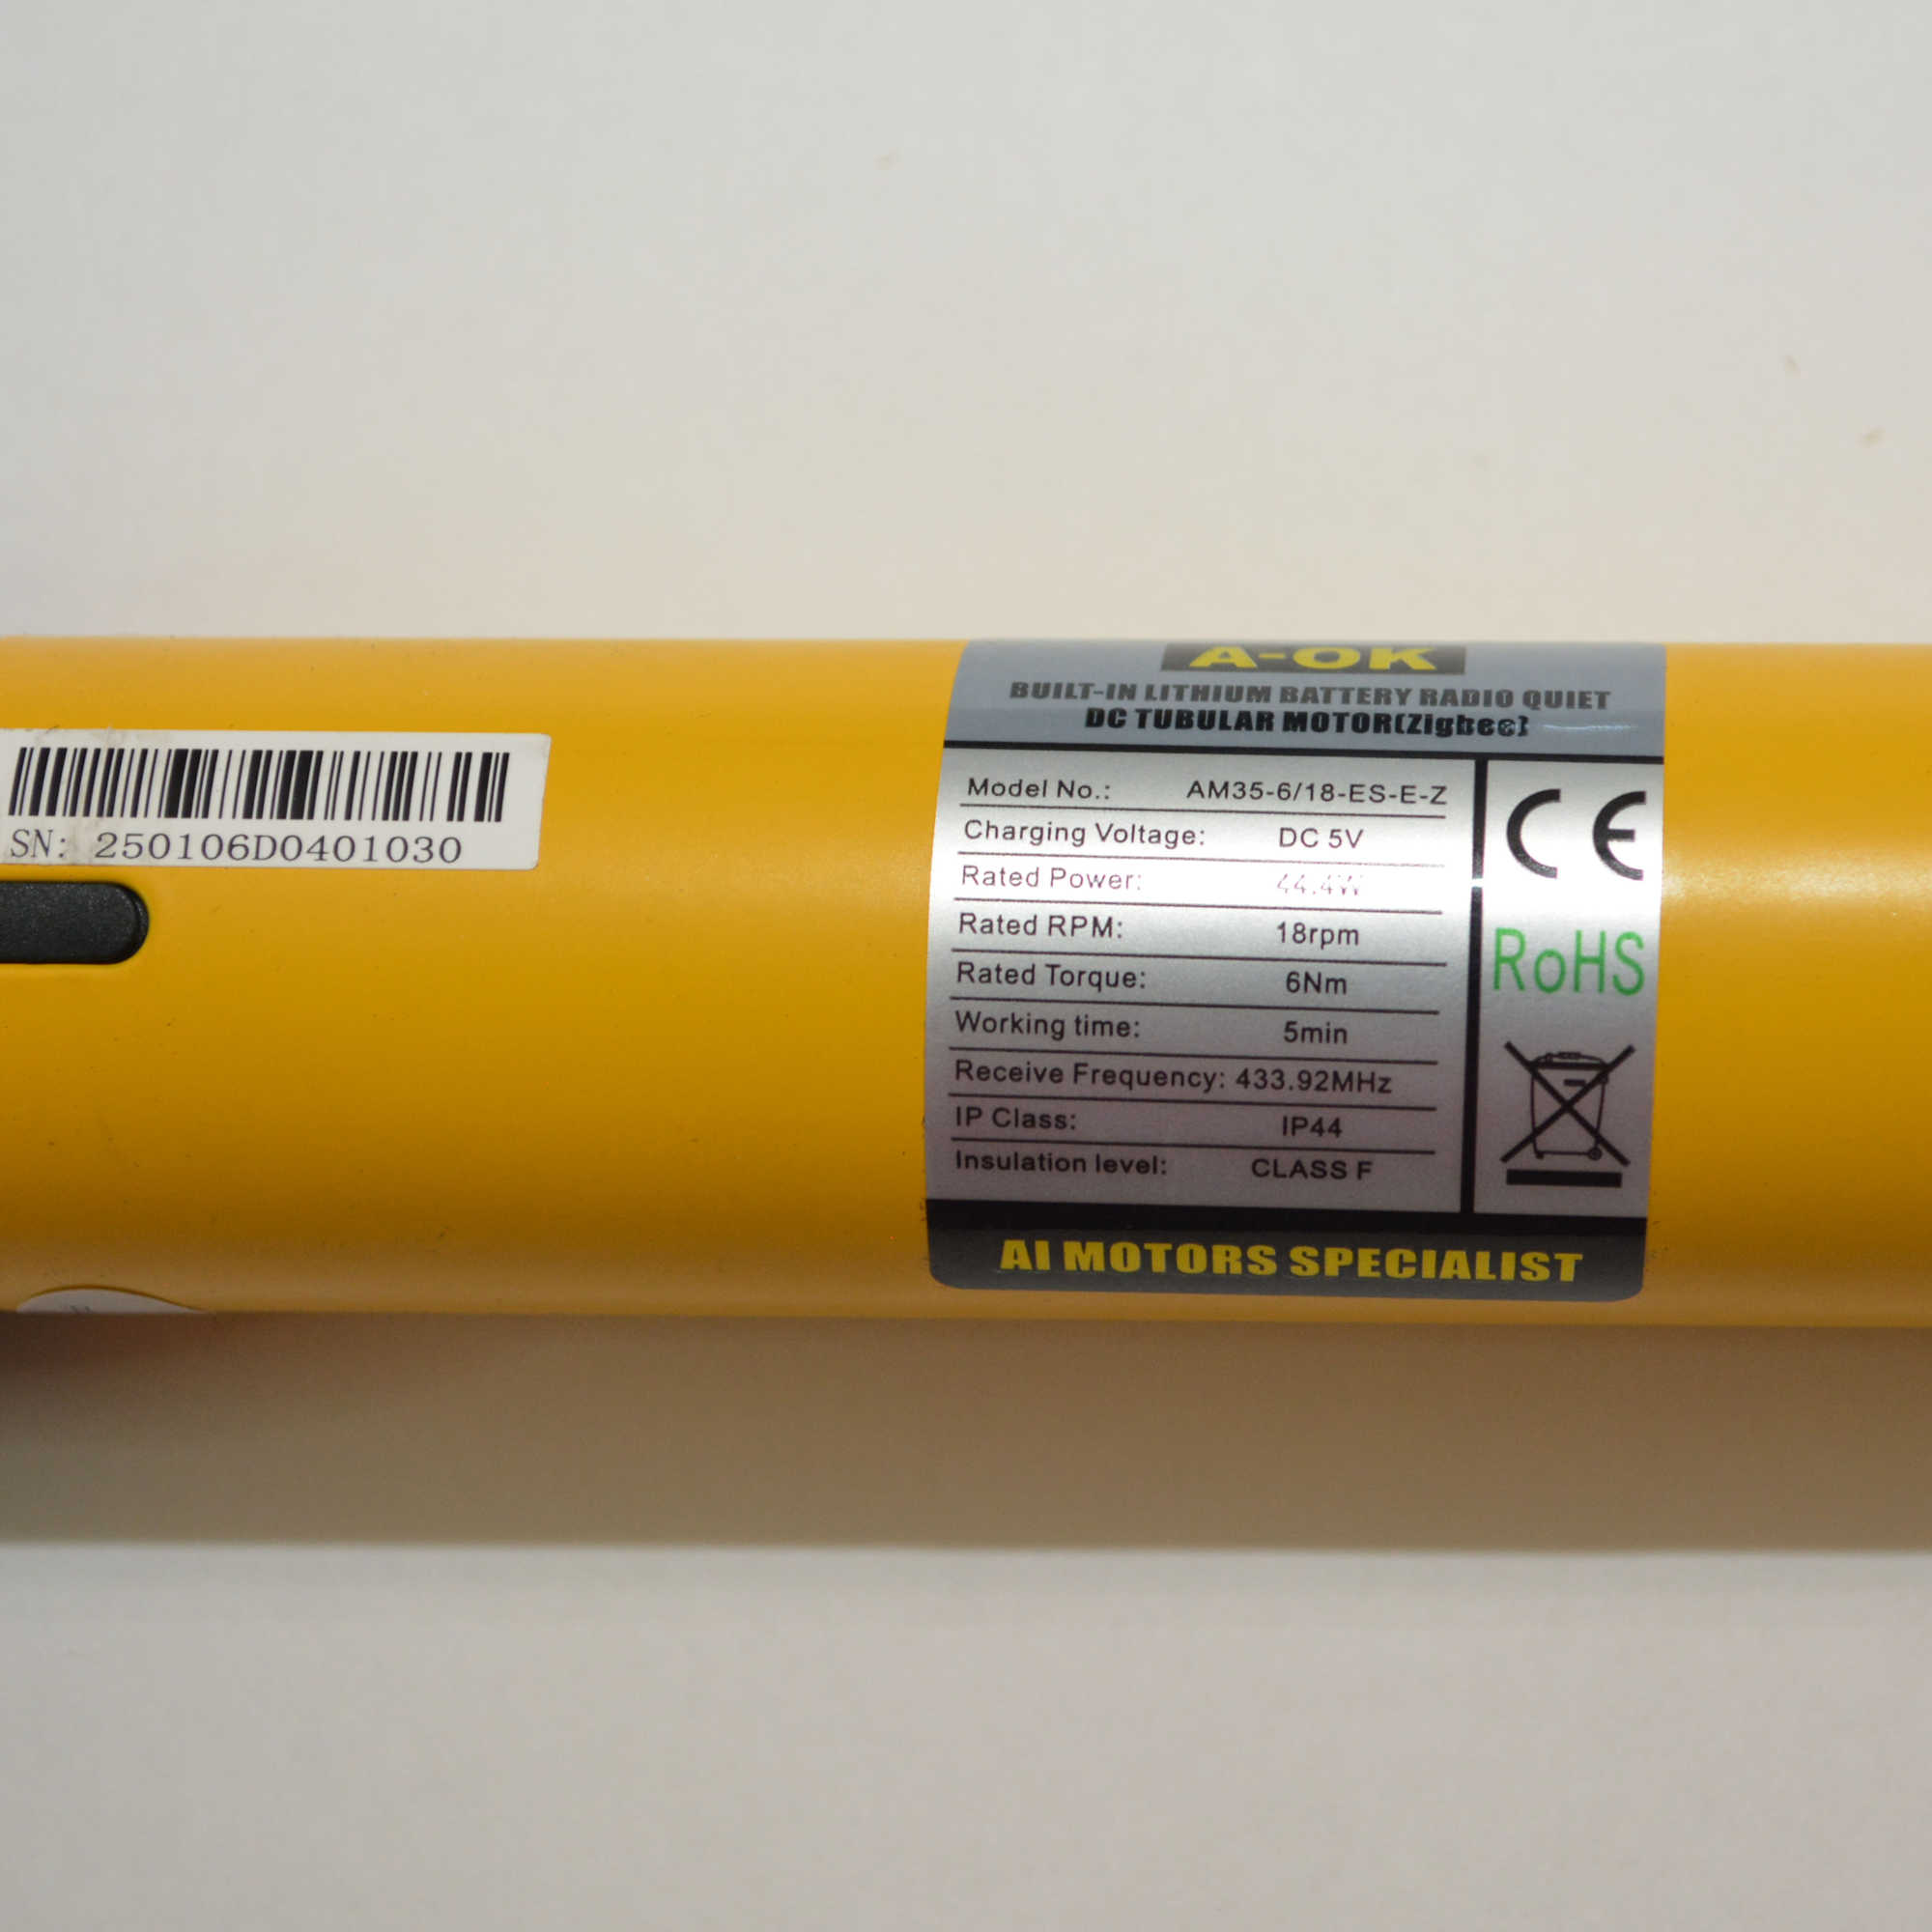 SN: 250106D0401030
A-OK
BUILT-IN LITHIUM BATTERY RADIO QUIET
DC TUBULAR MOTOR(Zigbee)
Model No.: AM35-6/18-ES-E-Z
Charging Voltage: DC 5V
Rated Power: 44.4W
Rated RPM: 18rpm
Rated Torque: 6Nm
Working time: 5min
Receive Frequency: 433.92MHz
IP Class: IP44
Insulation level: CLASS F
CE
RoHS
AI MOTORS SPECIALIST